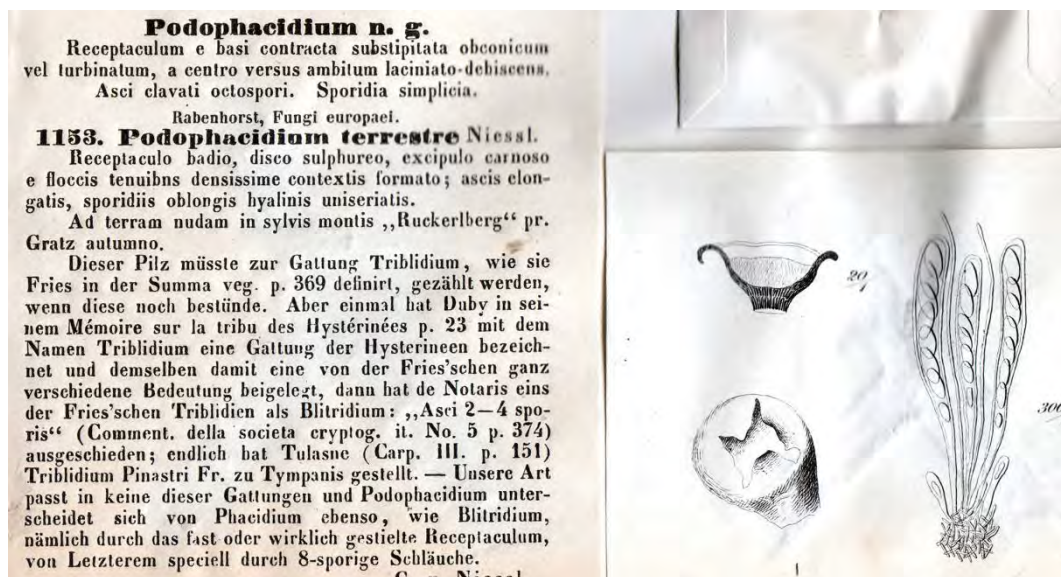 Podophacidium n. g.
Receptaculum e basi contracta substipitata obconicum
vel turbinatum, a centro versus ambitum laciniato-dehiscens.
Asci clavati octospori. Sporidia simplicia.
Rabenhorst, Fungi europaei.
1153. Podophacidium terrestre Niessl.
Receptaculo badio, disco sulphureo, excipulo carnoso
e floccis tenuibns densissime contextis formato; ascis elon-
gatis, sporidiis oblongis hyalinis uniseriatis.
Ad terram nudam in sylvis montis „Ruckerlberg“ pr.
Gratz autumno.
Dieser Pilz müsste zur Gattung Triblidium, wie sie
Fries in der Summa veg. p. 369 definirt, gezählt werden,
wenn diese noch bestünde. Aber einmal hat Duby in sei-
nem Mémoire sur la tribu des Hystérinées p. 23 mit dem
Namen Triblidium eine Gattung der Hysterineen bezeich-
net und demselben damit eine von der Fries'schen ganz
verschiedene Bedeutung beigelegt, dann hat de Notaris eins
der Fries'schen Triblidien als Blitridium: „Asci 2—4 spo-
ris“ (Comment. della societa cryptog. it. No. 5 p. 374)
ausgeschieden; endlich hat Tulasne (Carp. III. p. 151)
Triblidium Pinastri Fr. zu Tympanis gestellt. — Unsere Art
passt in keine dieser Gattungen und Podophacidium unter-
scheidet sich von Phacidium ebenso, wie Blitridium,
nämlich durch das fast oder wirklich gestielte Receptaculum,
von Letzterem speciell durch 8-sporige Schläuche.
Niessl
20/1
300